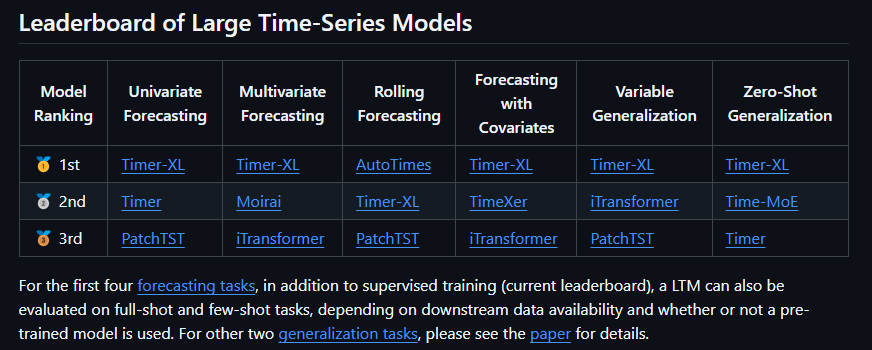 Leaderboard of Large Time-Series Models
Model Ranking Univariate Forecasting Multivariate Forecasting Rolling Forecasting Forecasting with Covariates Variable Generalization Zero-Shot Generalization
🥇 1st Timer-XL Timer-XL AutoTimes Timer-XL Timer-XL Timer-XL
🥈 2nd Timer Moirai Timer-XL TimeXer iTransformer Time-MoE
🥉 3rd PatchTST iTransformer PatchTST iTransformer PatchTST Timer
For the first four forecasting tasks, in addition to supervised training (current leaderboard), a LTM can also be
evaluated on full-shot and few-shot tasks, depending on downstream data availability and whether or not a pre-
trained model is used. For other two generalization tasks, please see the paper for details.